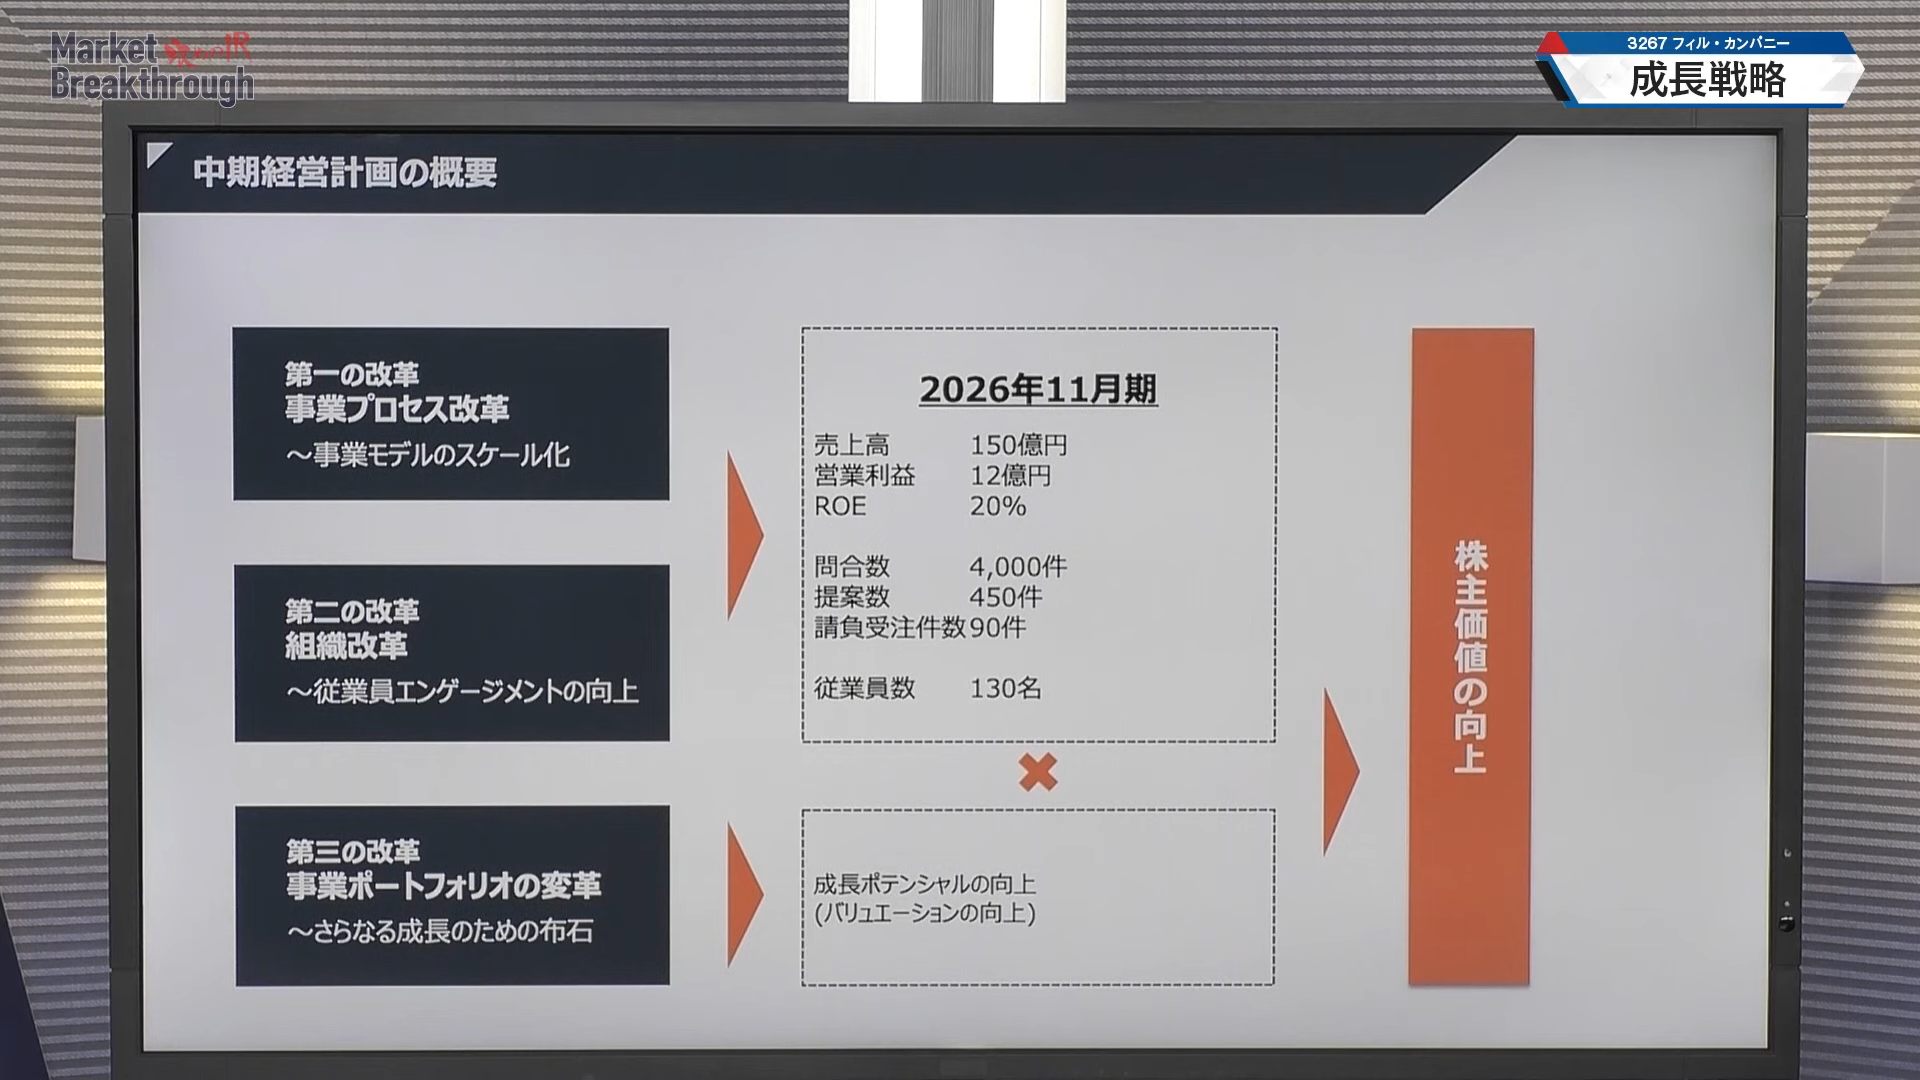 Market
Breakthrough
3267 フィル・カンパニー
成長戦略
中期経営計画の概要
第一の改革
事業プロセス改革
～事業モデルのスケール化
第二の改革
組織改革
～従業員エンゲージメントの向上
第三の改革
事業ポートフォリオの変革
～さらなる成長のための布石
2026年11月期
売上高 150億円
営業利益 12億円
ROE 20%
問合数 4,000件
提案数 450件
請負受注件数 90件
従業員数 130名
✖
成長ポテンシャルの向上
(バリュエーションの向上)
株主価値の向上